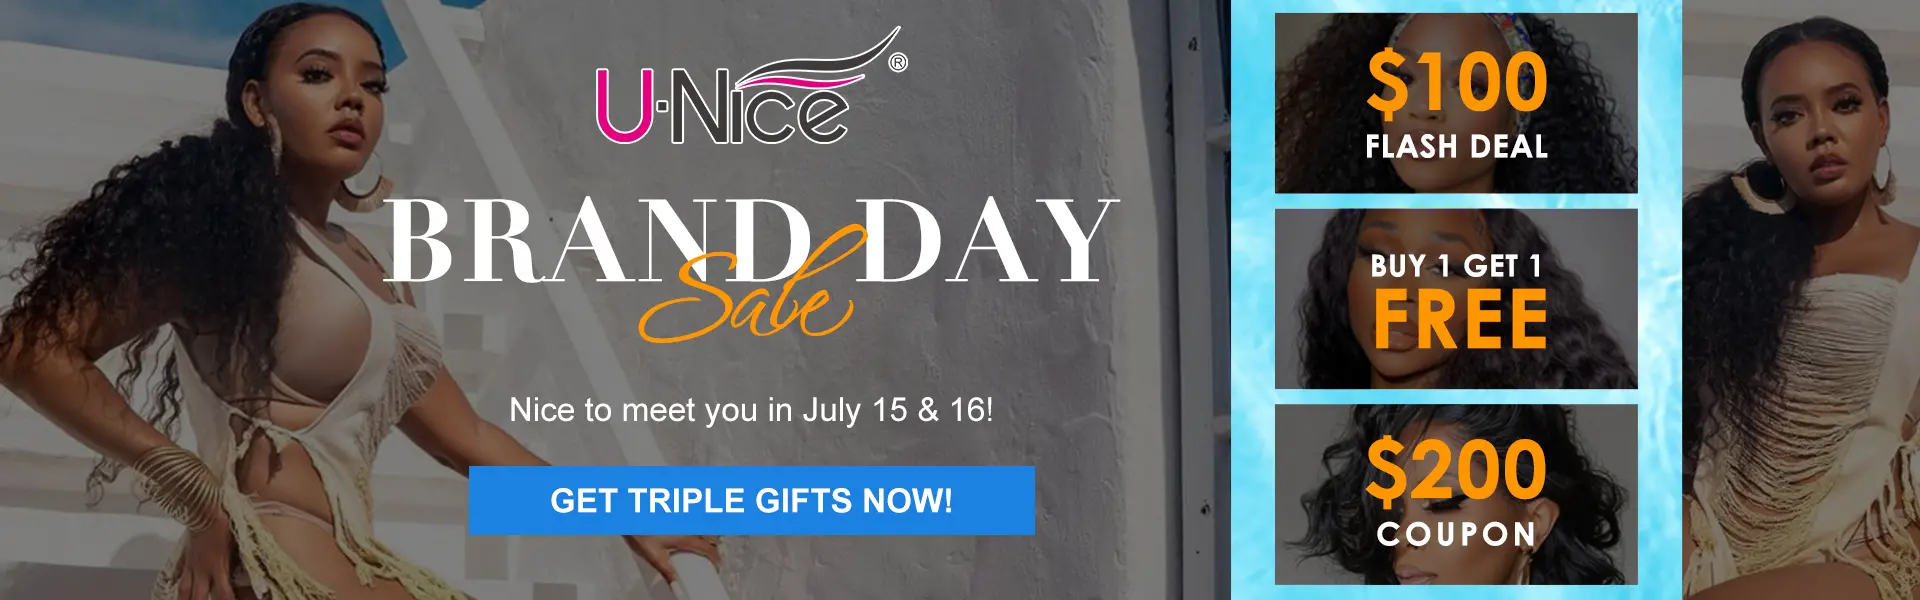 U·Nice®
BRAND DAY
Sale
Nice to meet you in July 15 & 16!
GET TRIPLE GIFTS NOW!
$100
FLASH DEAL
BUY 1 GET 1
FREE
$200
COUPON